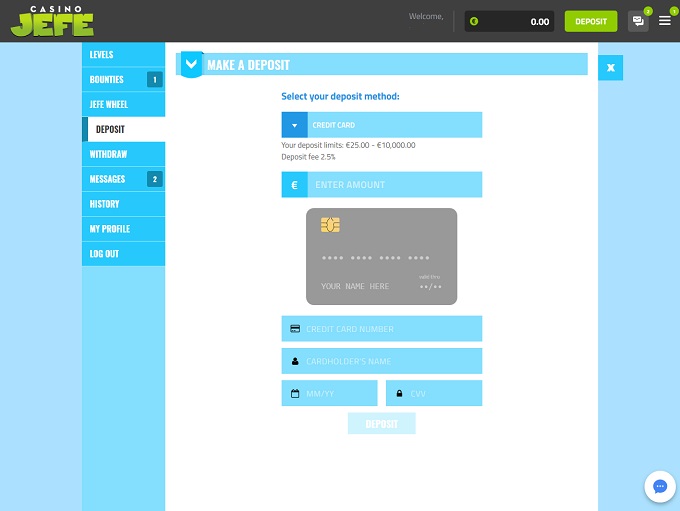 CASINO
JEFE
Welcome,
€ 0.00
DEPOSIT
2
1
LEVELS
BOUNTIES 1
JEFE WHEEL
DEPOSIT
WITHDRAW
MESSAGES 2
HISTORY
MY PROFILE
LOG OUT
MAKE A DEPOSIT
X
Select your deposit method:
CREDIT CARD
Your deposit limits: €25.00 - €10,000.00
Deposit fee 2.5%
€ ENTER AMOUNT
•••• •••• •••• ••••
valid thru
YOUR NAME HERE ••/••
CREDIT CARD NUMBER
CARDHOLDER'S NAME
MM/YY CVV
DEPOSIT